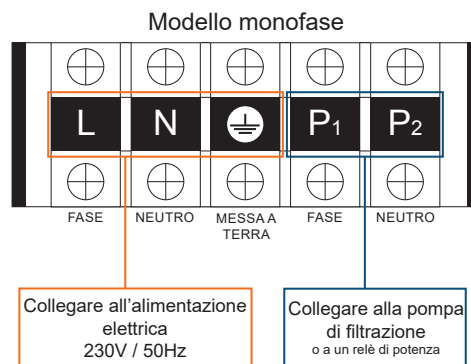 Modello monofase
L N P1 P2
FASE NEUTRO MESSA A TERRA FASE NEUTRO
Collegare all’alimentazione
elettrica
230V / 50Hz
Collegare alla pompa
di filtrazione
o a un relè di potenza